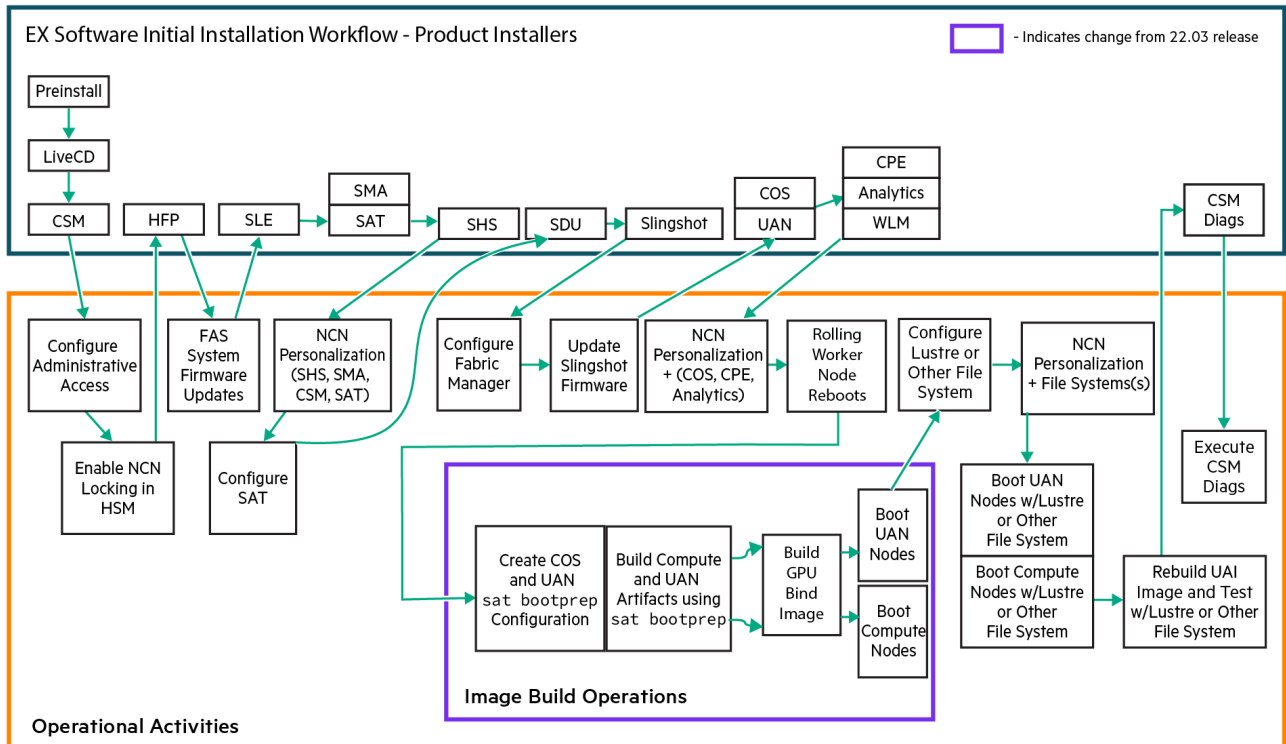 EX Software Initial Installation Workflow - Product Installers
- Indicates change from 22.03 release
Preinstall
LiveCD
CSM
HFP
SLE
SMA
SAT
SHS
SDU
Slingshot
COS
UAN
CPE
Analytics
WLM
CSM
Diags
Configure
Administrative
Access
Enable NCN
Locking in
HSM
FAS
System
Firmware
Updates
NCN
Personalization
(SHS, SMA,
CSM, SAT)
Configure
SAT
Configure
Fabric
Manager
Update
Slingshot
Firmware
NCN
Personalization
+ (COS, CPE,
Analytics)
Rolling
Worker
Node
Reboots
Configure
Lustre or
Other File
System
NCN
Personalization
+ File Systems(s)
Execute
CSM
Diags
Create COS
and UAN
sat bootprep
Configuration
Build Compute
and UAN
Artifacts using
sat bootprep
Build
GPU
Bind
Image
Boot
UAN
Nodes
Boot
Compute
Nodes
Boot UAN
Nodes w/Lustre
or Other
File System
Boot Compute
Nodes w/Lustre
or Other
File System
Rebuild UAI
Image and Test
w/Lustre or Other
File System
Image Build Operations
Operational Activities